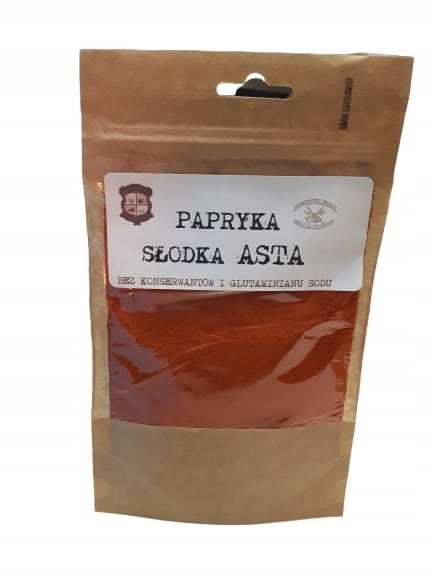 PAPRYKA
SŁODKA ASTA
BEZ KONSERWANTÓW I GLUTAMINIANU SODU